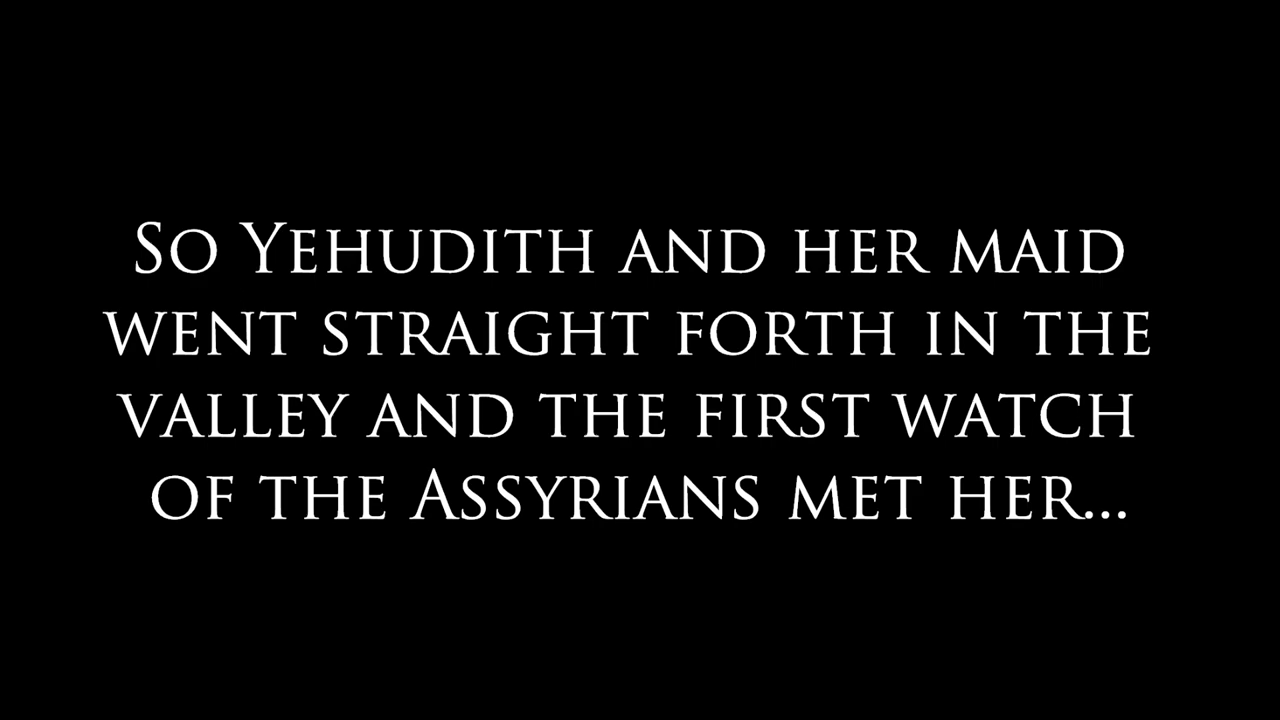 So Yehudith and her maid
went straight forth in the
valley and the first watch
of the Assyrians met her...